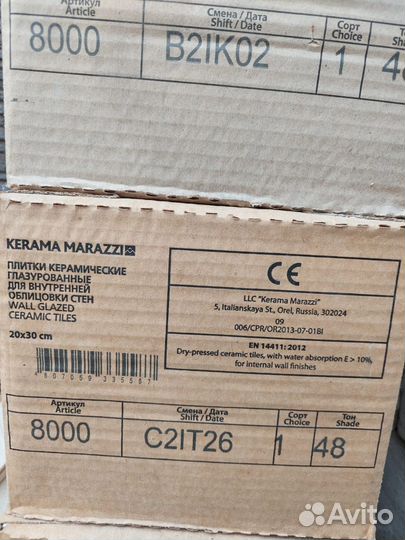 Артикул Смена / Дата Сорт Тон
Article Shift / Date Choice Shade
8000 B2IK02 1 48
KERAMA MARAZZI
ПЛИТКИ КЕРАМИЧЕСКИЕ
ГЛАЗУРОВАННЫЕ
ДЛЯ ВНУТРЕННЕЙ
ОБЛИЦОВКИ СТЕН
WALL GLAZED
CERAMIC TILES
20x30 cm
CE
LLC "Kerama Marazzi"
5, Italianskaya St., Orel, Russia, 302024
09
006/CPR/OR2013-07-01BI
EN 14411: 2012
Dry-pressed ceramic tiles, with water absorption E > 10%,
for internal wall finishes
Артикул Смена / Дата Сорт Тон
Article Shift / Date Choice Shade
8000 C2IT26 1 48
Avito